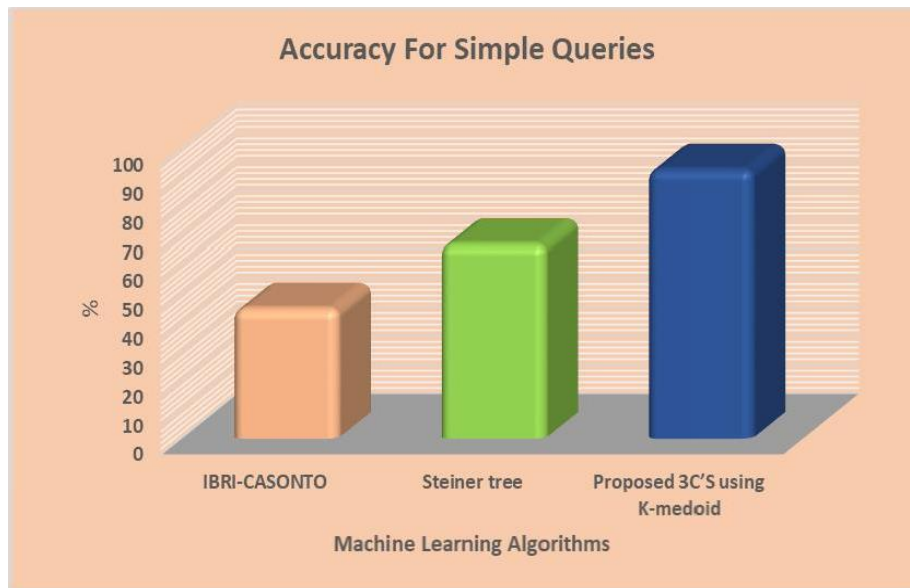 Accuracy For Simple Queries
100
90
80
70
60
50
40
30
20
10
0
%
IBRI-CASONTO
Steiner tree
Proposed 3C'S using
K-medoid
Machine Learning Algorithms